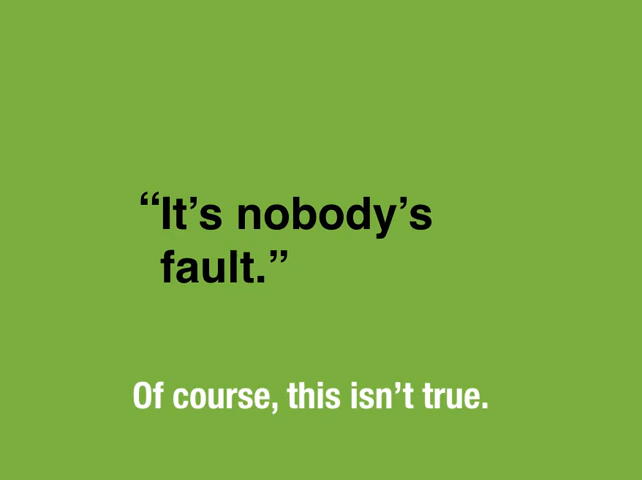 “It’s nobody’s
fault.”
Of course, this isn’t true.